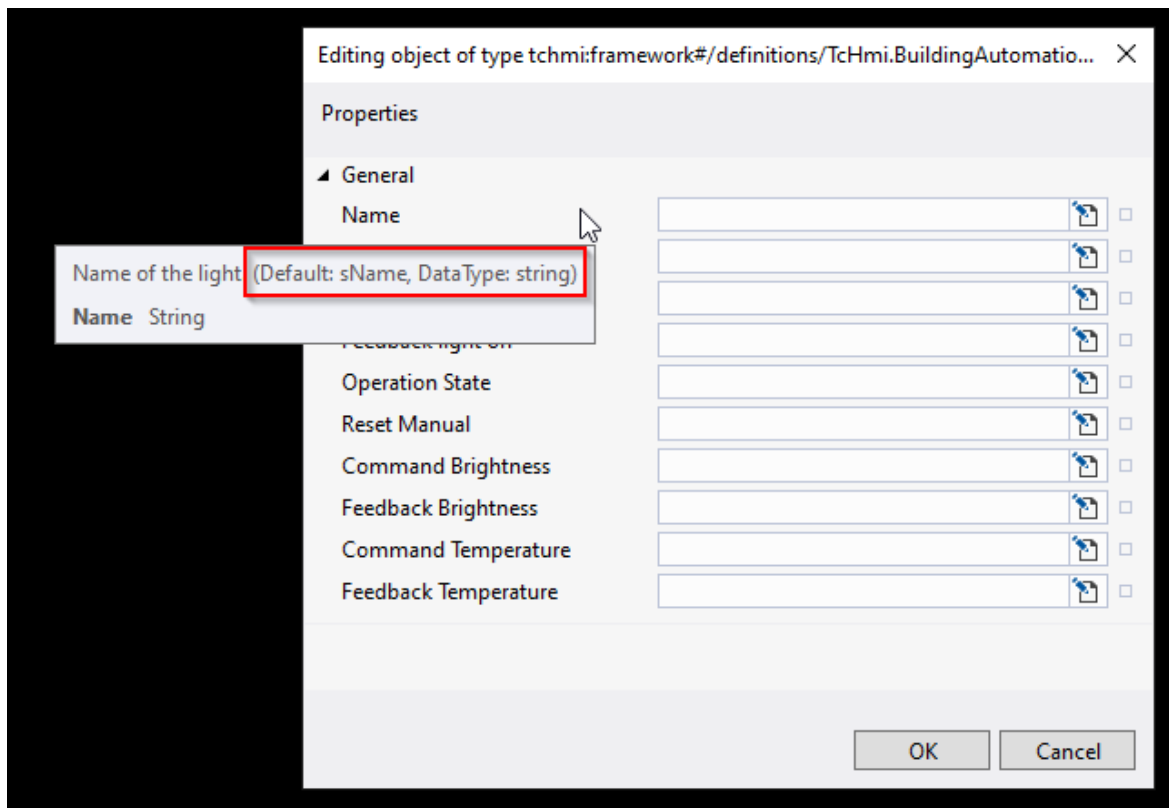 Editing object of type tchmi:framework#/definitions/TcHmi.BuildingAutomatio...
Properties
General
Name
Name of the light (Default: sName, DataType: string)
Name String
Operation State
Reset Manual
Command Brightness
Feedback Brightness
Command Temperature
Feedback Temperature
OK Cancel